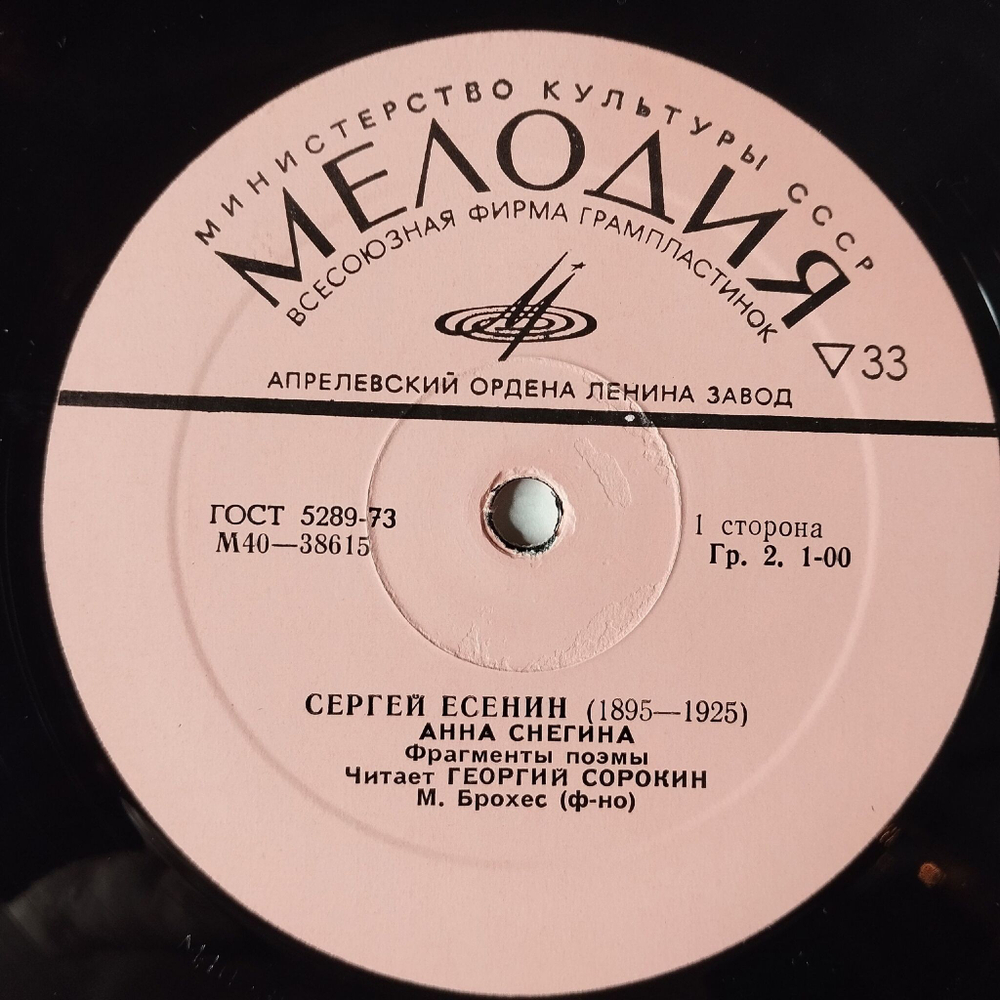 МИНИСТЕРСТВО КУЛЬТУРЫ СССР
МЕЛОДИЯ
ВСЕСОЮЗНАЯ ФИРМА ГРАМПЛАСТИНОК
33
АПРЕЛЕВСКИЙ ОРДЕНА ЛЕНИНА ЗАВОД
ГОСТ 5289-73
М40—38615
1 сторона
Гр. 2. 1-00
СЕРГЕЙ ЕСЕНИН (1895—1925)
АННА СНЕГИНА
Фрагменты поэмы
Читает ГЕОРГИЙ СОРОКИН
М. Брохес (ф-но)